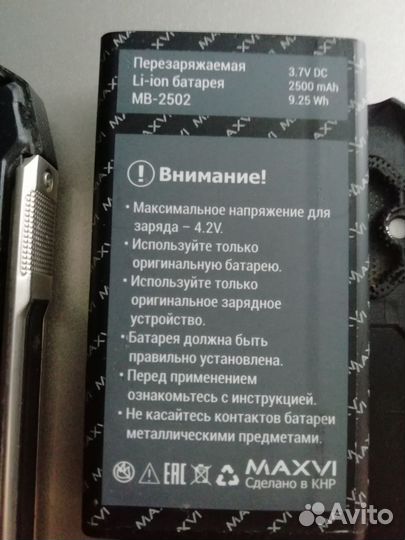 MAXVI
Перезаряжаемая
Li-ion батарея
MB-2502
3.7V DC
2500 mAh
9.25 Wh
Внимание!
• Максимальное напряжение для
заряда – 4.2V.
• Используйте только
оригинальную батарею.
• Используйте только
оригинальное зарядное
устройство.
• Батарея должна быть
правильно установлена.
• Перед применением
ознакомьтесь с инструкцией.
• Не касайтесь контактов батареи
металлическими предметами.
EAC
MAXVI
Сделано в КНР
Avito